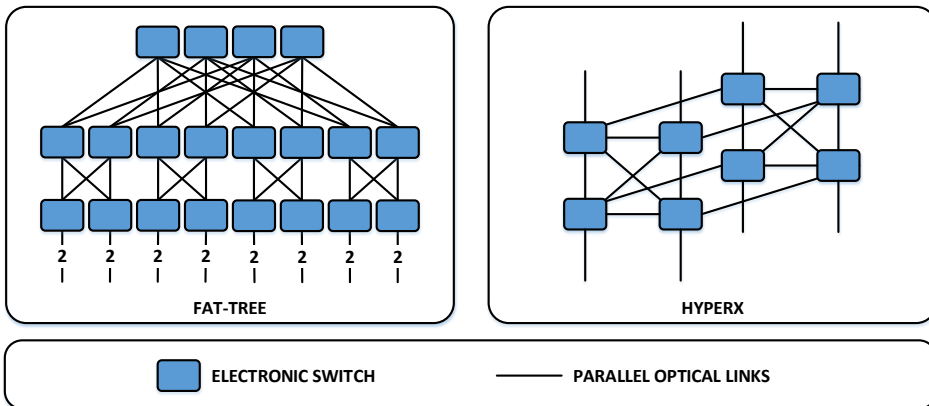 2 2 2 2 2 2 2 2
FAT-TREE
HYPERX
ELECTRONIC SWITCH
PARALLEL OPTICAL LINKS